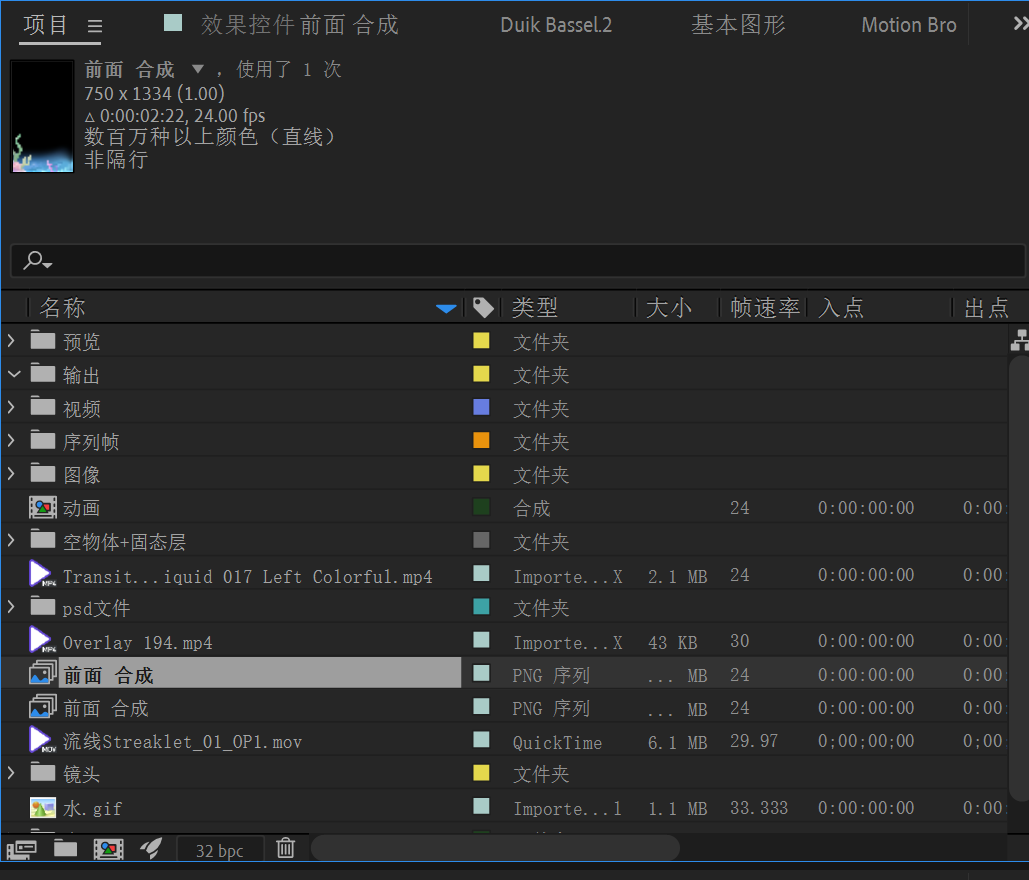 项目 ≡ 效果控件 前面 合成 Duik Bassel.2 基本图形 Motion Bro »
前面 合成 ▼ ，使用了 1 次
750 x 1334 (1.00)
△ 0:00:02:22, 24.00 fps
数百万种以上颜色（直线）
非隔行
名称 类型 大小 帧速率 入点 出点
预览 文件夹
输出 文件夹
视频 文件夹
序列帧 文件夹
图像 文件夹
动画 合成 24 0:00:00:00 0:00:
空物体+固态层 文件夹
Transit...iquid 017 Left Colorful.mp4 Importe...X 2.1 MB 24 0:00:00:00 0:00:
psd文件 文件夹
Overlay 194.mp4 Importe...X 43 KB 30 0:00:00:00 0:00:
前面 合成 PNG 序列 ... MB 24 0:00:00:00 0:00:
前面 合成 PNG 序列 ... MB 24 0:00:00:00 0:00:
流线Streaklet_01_OP1.mov QuickTime 6.1 MB 29.97 0;00;00;00 0;00:
镜头 文件夹
水.gif Importe...l 1.1 MB 33.333 0:00:00:00 0:00:
32 bpc